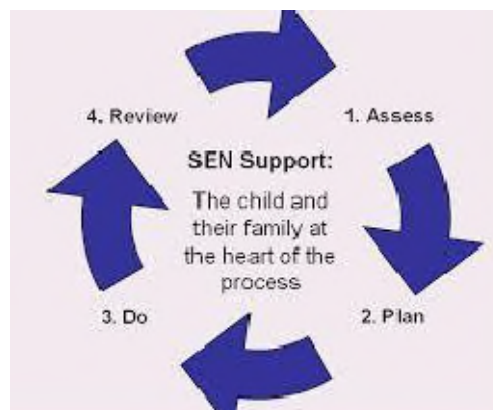 4. Review
1. Assess
SEN Support:
The child and
their family at
the heart of the
process
3. Do
2. Plan